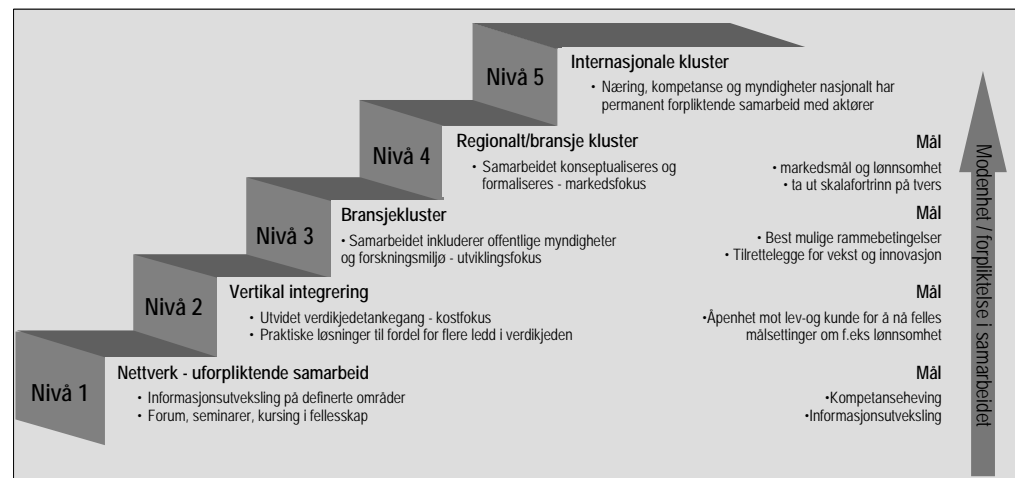 Nivå 5
Internasjonale kluster
• Næring, kompetanse og myndigheter nasjonalt har
permanent forpliktende samarbeid med aktører
Nivå 4
Regionalt/bransje kluster
• Samarbeidet konseptualiseres og
formaliseres - markedsfokus
Mål
• markedsmål og lønnsomhet
• ta ut skalafortrinn på tvers
Nivå 3
Bransjekluster
• Samarbeidet inkluderer offentlige myndigheter
og forskningsmiljø - utviklingsfokus
Mål
• Best mulige rammebetingelser
• Tilrettelegge for vekst og innovasjon
Nivå 2
Vertikal integrering
• Utvidet verdikjedetankegang - kostfokus
• Praktiske løsninger til fordel for flere ledd i verdikjeden
Mål
•Åpenhet mot lev-og kunde for å nå felles
målsettinger om f.eks lønnsomhet
Nivå 1
Nettverk - uforpliktende samarbeid
• Informasjonsutveksling på definerte områder
• Forum, seminarer, kursing i fellesskap
Mål
•Kompetanseheving
•Informasjonsutveksling
Modenhet / forpliktelse i samarbeidet